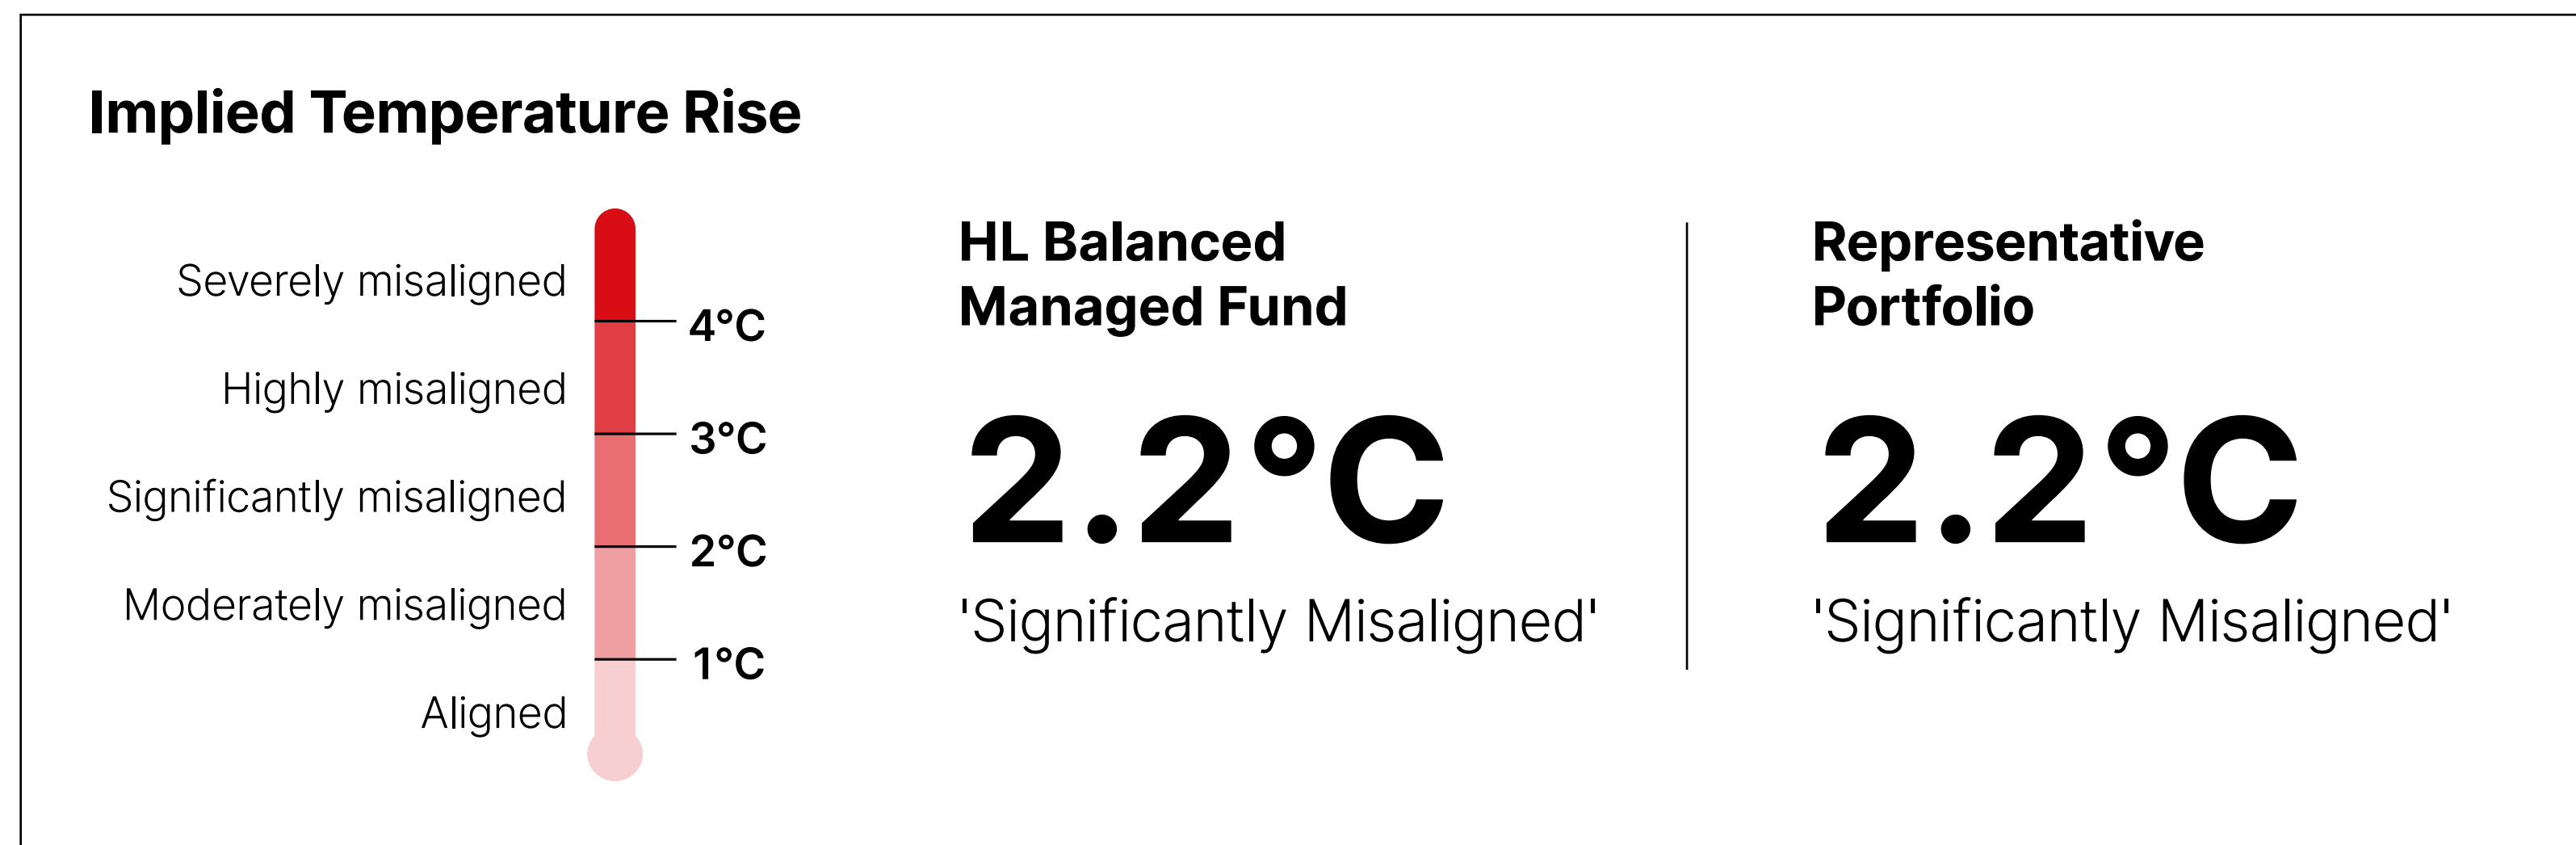 Implied Temperature Rise
Severely misaligned
4°C
Highly misaligned
3°C
Significantly misaligned
2°C
Moderately misaligned
1°C
Aligned
HL Balanced
Managed Fund
2.2°C
'Significantly Misaligned'
Representative
Portfolio
2.2°C
'Significantly Misaligned'